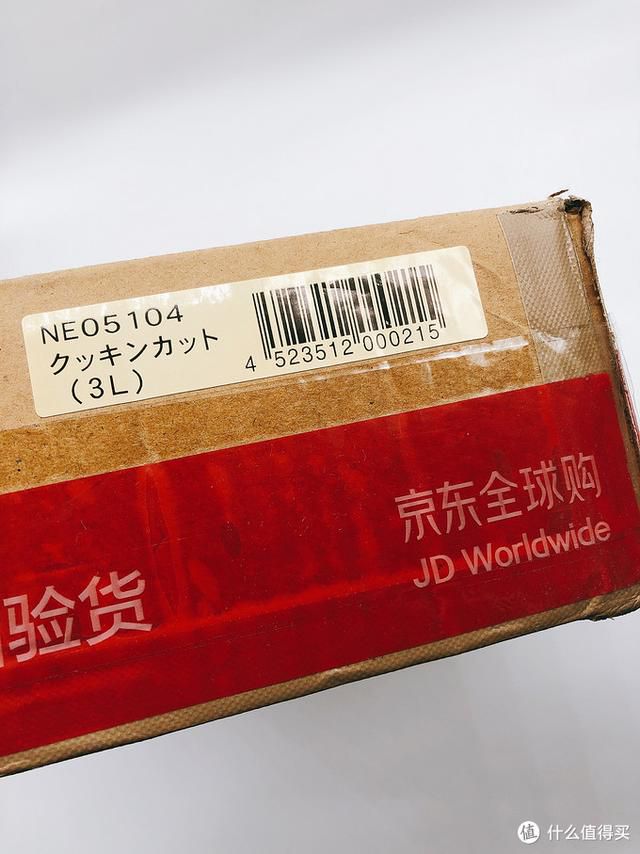 NE05104
クッキンカット
(3L)
4 523512 000215
京东全球购
JD Worldwide
验货
值 什么值得买